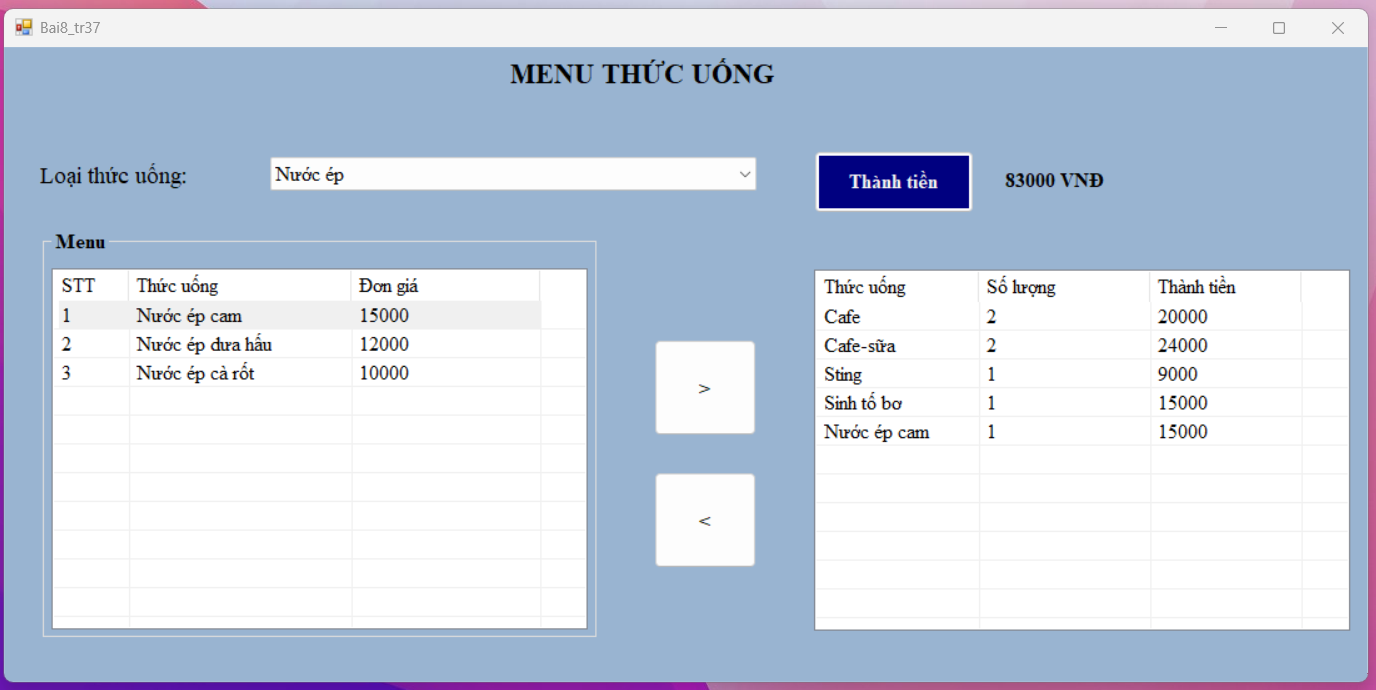 Bai8_tr37
MENU THỨC UỐNG
Loại thức uống:
Nước ép
Thành tiền
83000 VNĐ
Menu
STT Thức uống Đơn giá
1 Nước ép cam 15000
2 Nước ép dưa hấu 12000
3 Nước ép cà rốt 10000
>
<
Thức uống Số lượng Thành tiền
Cafe 2 20000
Cafe-sữa 2 24000
Sting 1 9000
Sinh tố bơ 1 15000
Nước ép cam 1 15000